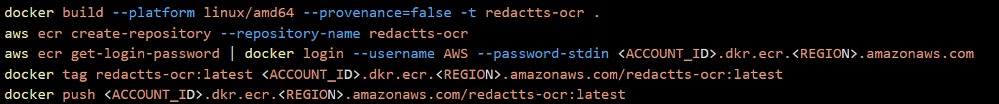 docker build --platform linux/amd64 --provenance=false -t redactts-ocr .
aws ecr create-repository --repository-name redactts-ocr
aws ecr get-login-password | docker login --username AWS --password-stdin <ACCOUNT_ID>.dkr.ecr.<REGION>.amazonaws.com
docker tag redactts-ocr:latest <ACCOUNT_ID>.dkr.ecr.<REGION>.amazonaws.com/redactts-ocr:latest
docker push <ACCOUNT_ID>.dkr.ecr.<REGION>.amazonaws.com/redactts-ocr:latest